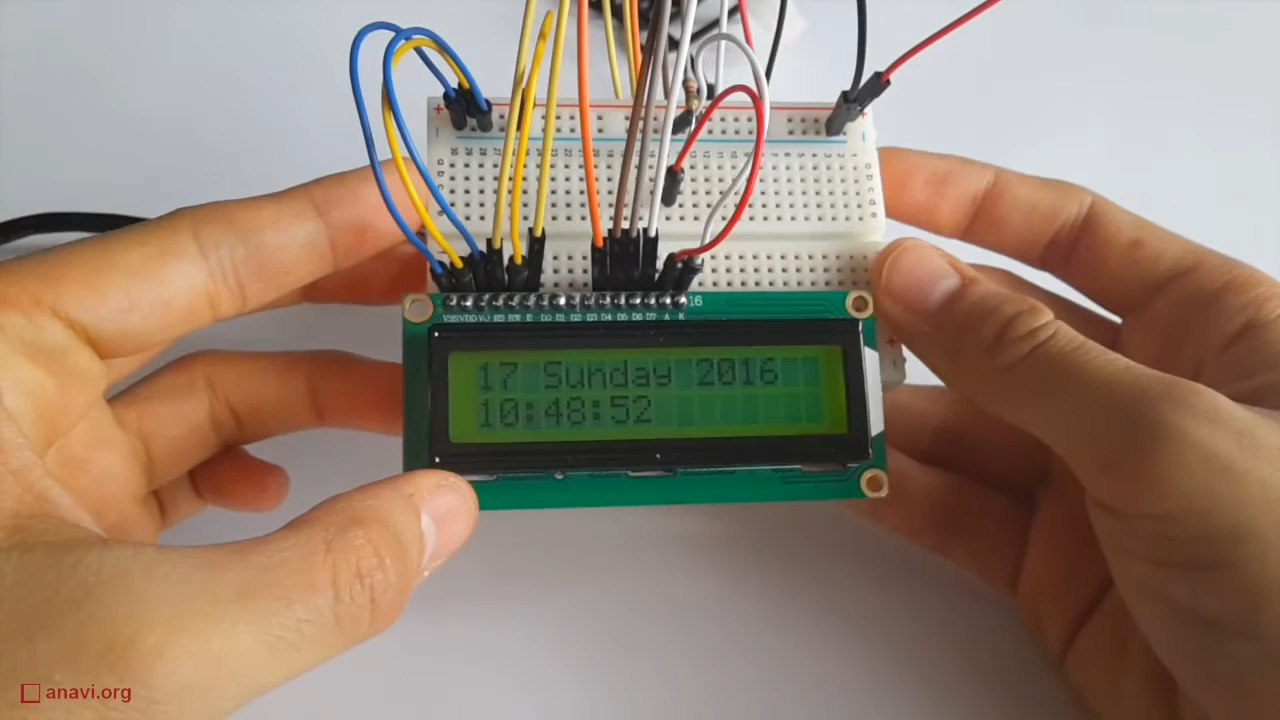 17 Sunday 2016
10:48:52
VSS VDD VO RS RW E D0 D1 D2 D3 D4 D5 D6 D7 A K
16
anavi.org